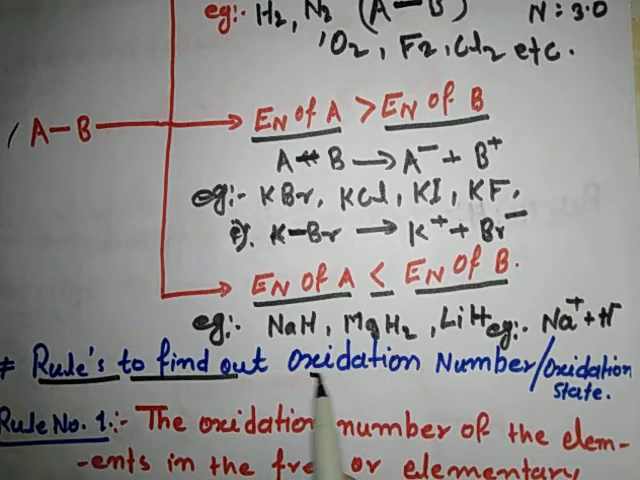 eg:- H₂, N₂ (A—B) N: 3.0
'O₂, F₂, Cl₂ etc.
A—B → EN of A > EN of B
A B → A⁻ + B⁺
eg:- KBr, KCl, KI, KF,
K—Br → K⁺ + Br⁻
EN of A < EN of B.
eg:- NaH, MgH₂, LiH eg:- Na⁺ + H⁻
≠ Rule's to find out Oxidation Number/Oxidation
State.
Rule No. 1:- The oxidation number of the elem-
-ents in the or elementary